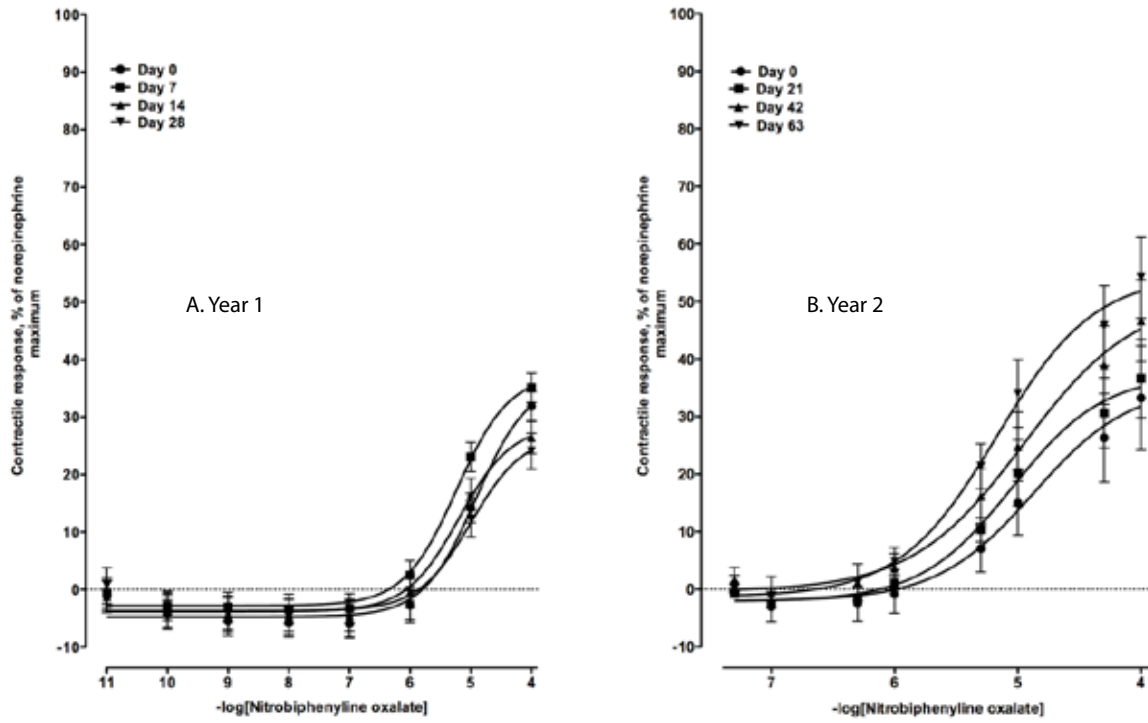 100
90
80
70
60
50
40
30
20
10
0
-10
Contractile response, % of norepinephrine
maximum
Day 0
Day 7
Day 14
Day 28
A. Year 1
11 10 9 8 7 6 5 4
-log[Nitrobiphenyline oxalate]
100
90
80
70
60
50
40
30
20
10
0
-10
Contractile response, % of norepinephrine
maximum
Day 0
Day 21
Day 42
Day 63
B. Year 2
7 6 5 4
-log[Nitrobiphenyline oxalate]